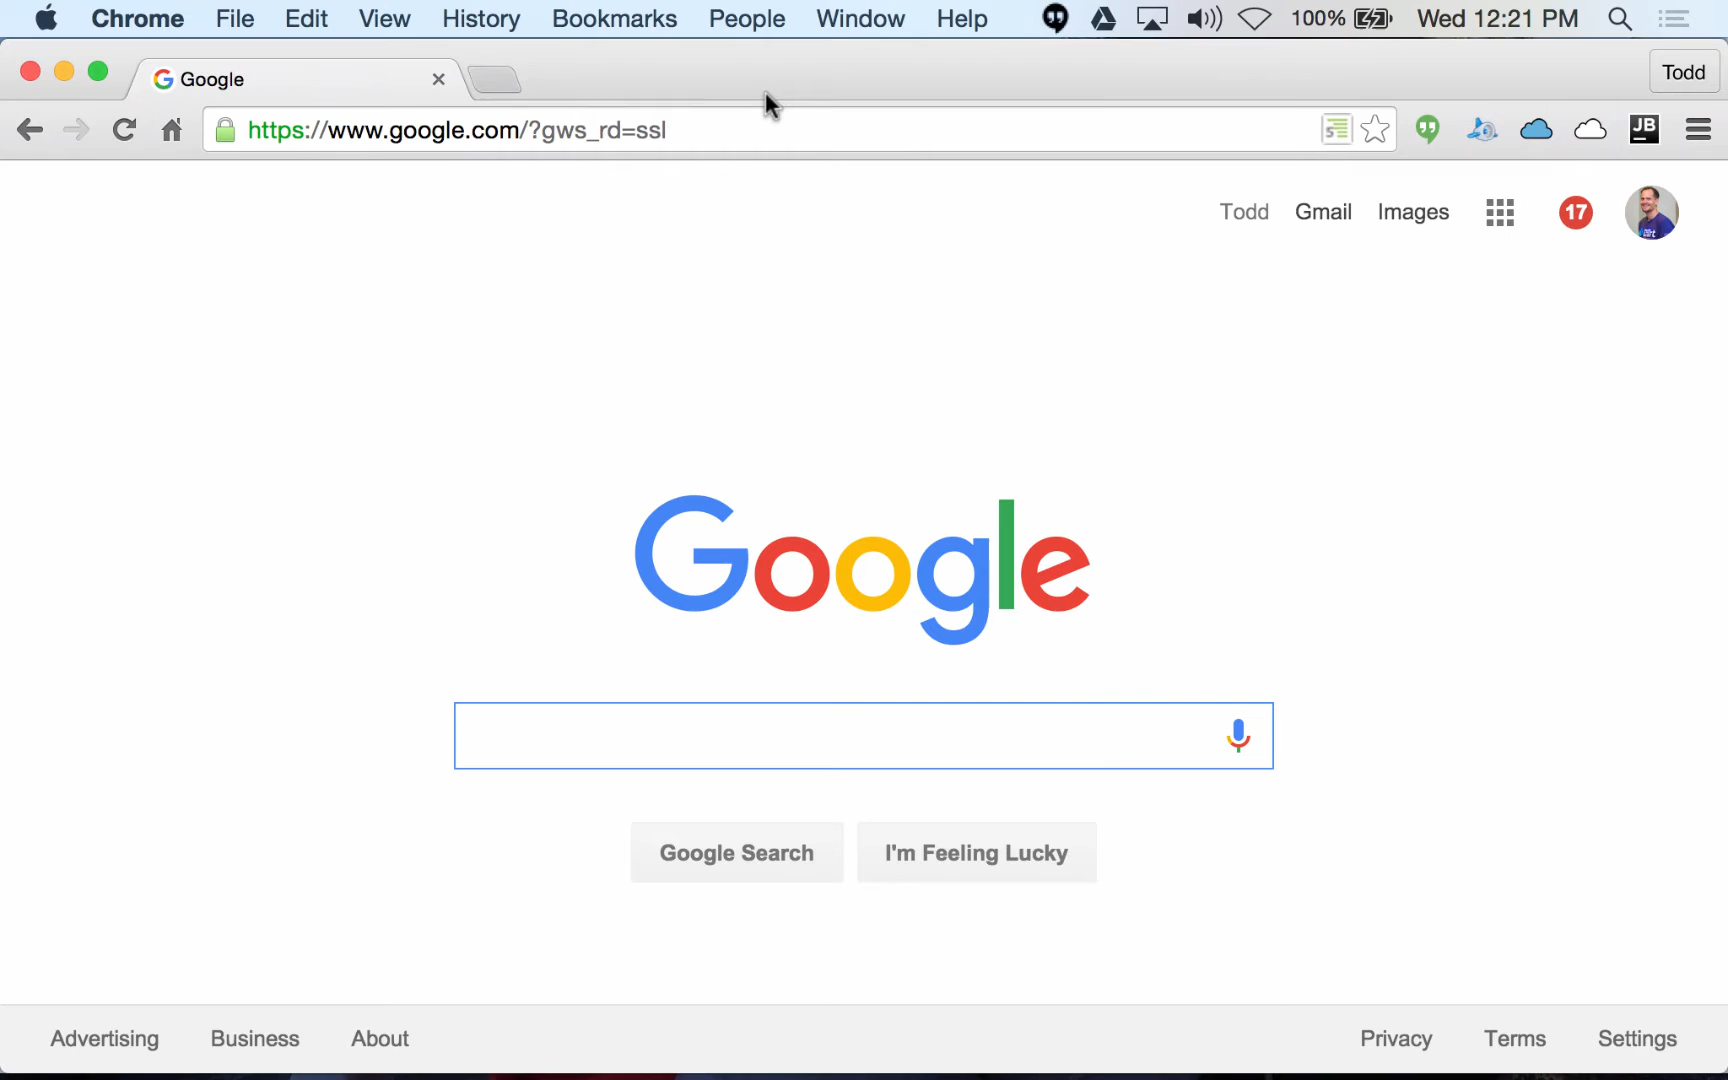 Chrome File Edit View History Bookmarks People Window Help 100% Wed 12:21 PM
Google Todd
https://www.google.com/?gws_rd=ssl JB
Todd Gmail Images 17
Google
Google Search I'm Feeling Lucky
Advertising Business About Privacy Terms Settings